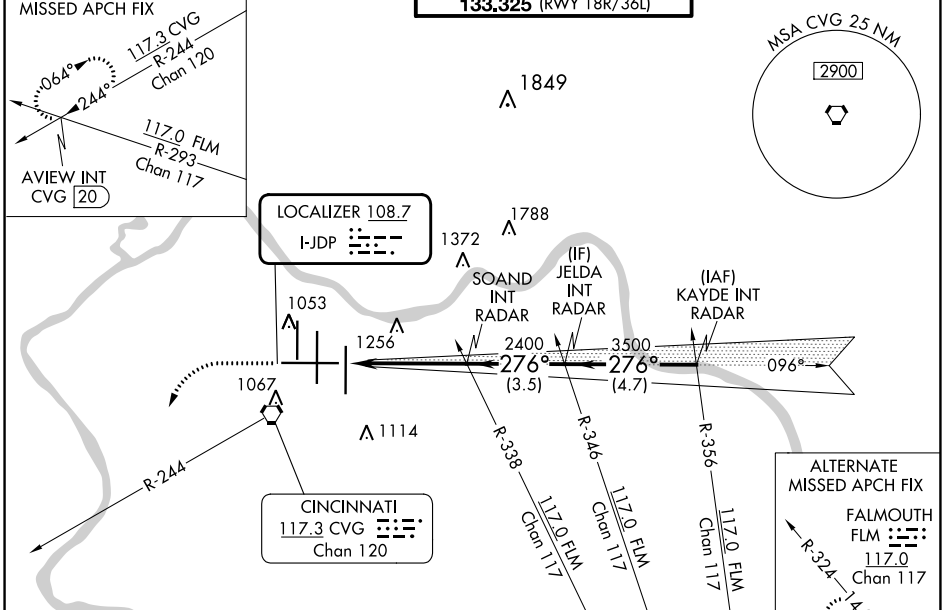 MISSED APCH FIX
117.3 CVG
R-244
Chan 120
064°
244°
117.0 FLM
R-293
Chan 117
AVIEW INT
CVG 20
133.325 (RWY 18R/36L)
MSA CVG 25 NM
2900
1849
LOCALIZER 108.7
I-JDP
1788
1372
1053
1256
1067
1114
SOAND
INT
RADAR
(IF)
JELDA
INT
RADAR
(IAF)
KAYDE INT
RADAR
2400
276°
(3.5)
3500
276°
(4.7)
096°
R-244
CINCINNATI
117.3 CVG
Chan 120
R-338
117.0 FLM
Chan 117
R-346
117.0 FLM
Chan 117
R-356
117.0 FLM
Chan 117
ALTERNATE
MISSED APCH FIX
FALMOUTH
FLM
117.0
Chan 117
R-324